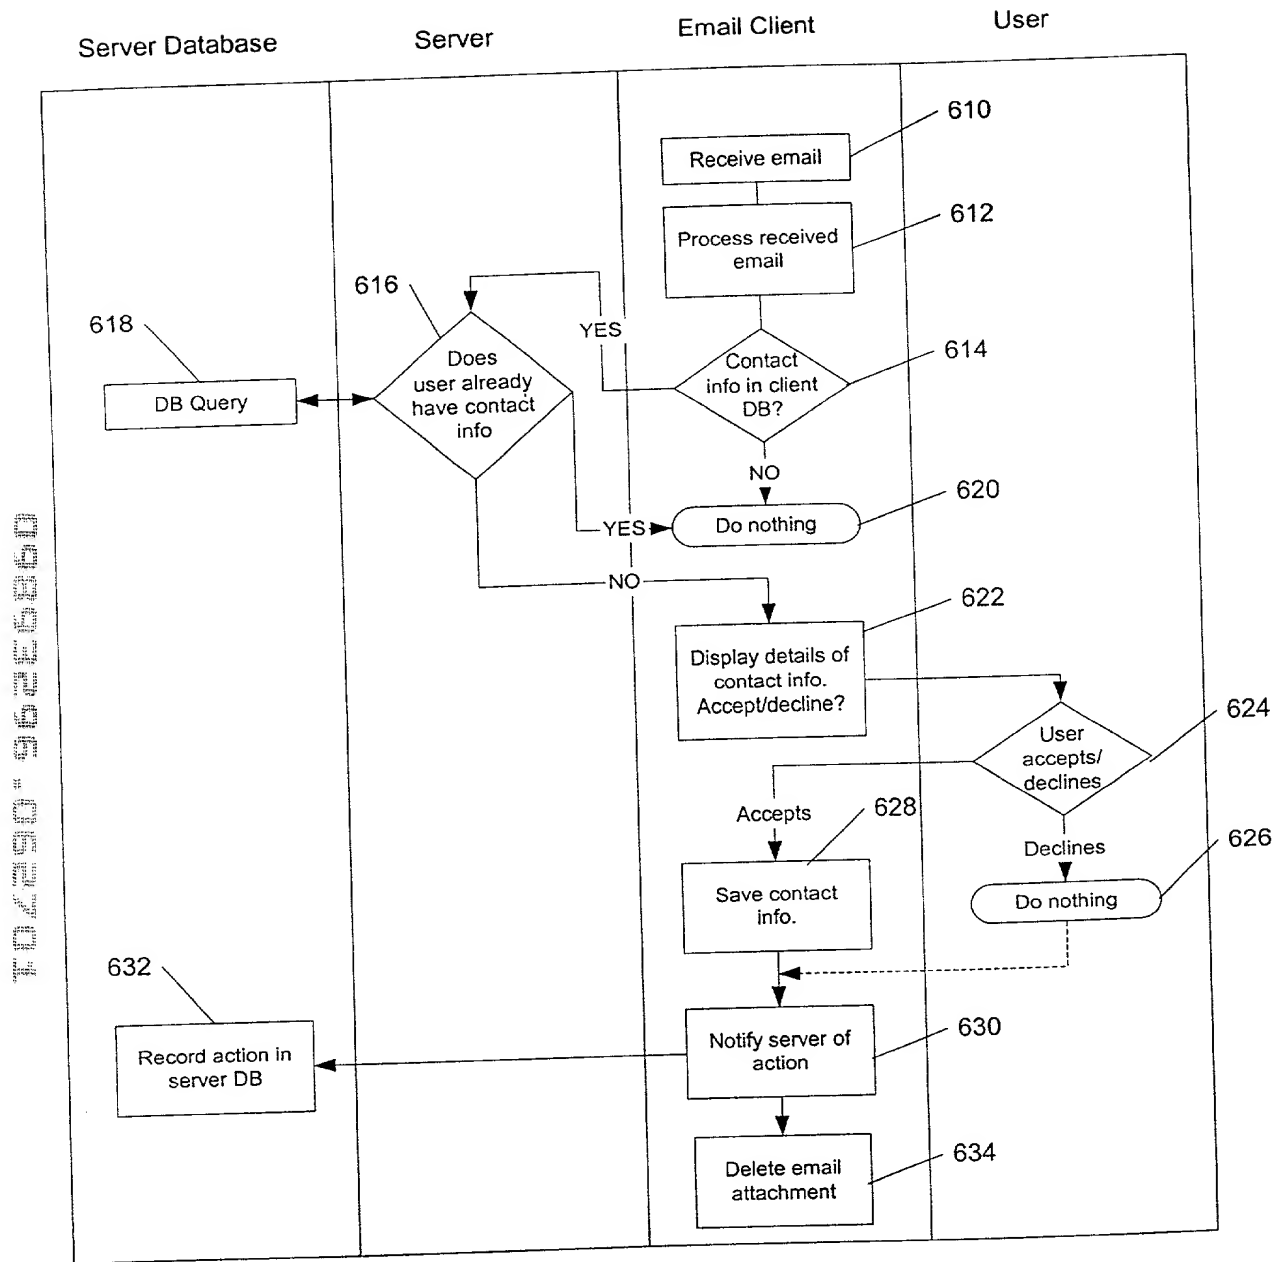 Server Database
Server
Email Client
User
610
Receive email
612
Process received
email
616
618
YES
614
Contact
info in client
DB?
Does
user already
have contact
info
DB Query
NO
620
YES
Do nothing
NO
622
Display details of
contact info.
Accept/decline?
624
User
accepts/
declines
Accepts
628
Declines
626
Save contact
info.
Do nothing
632
630
Notify server of
action
Record action in
server DB
634
Delete email
attachment
09893296.062701